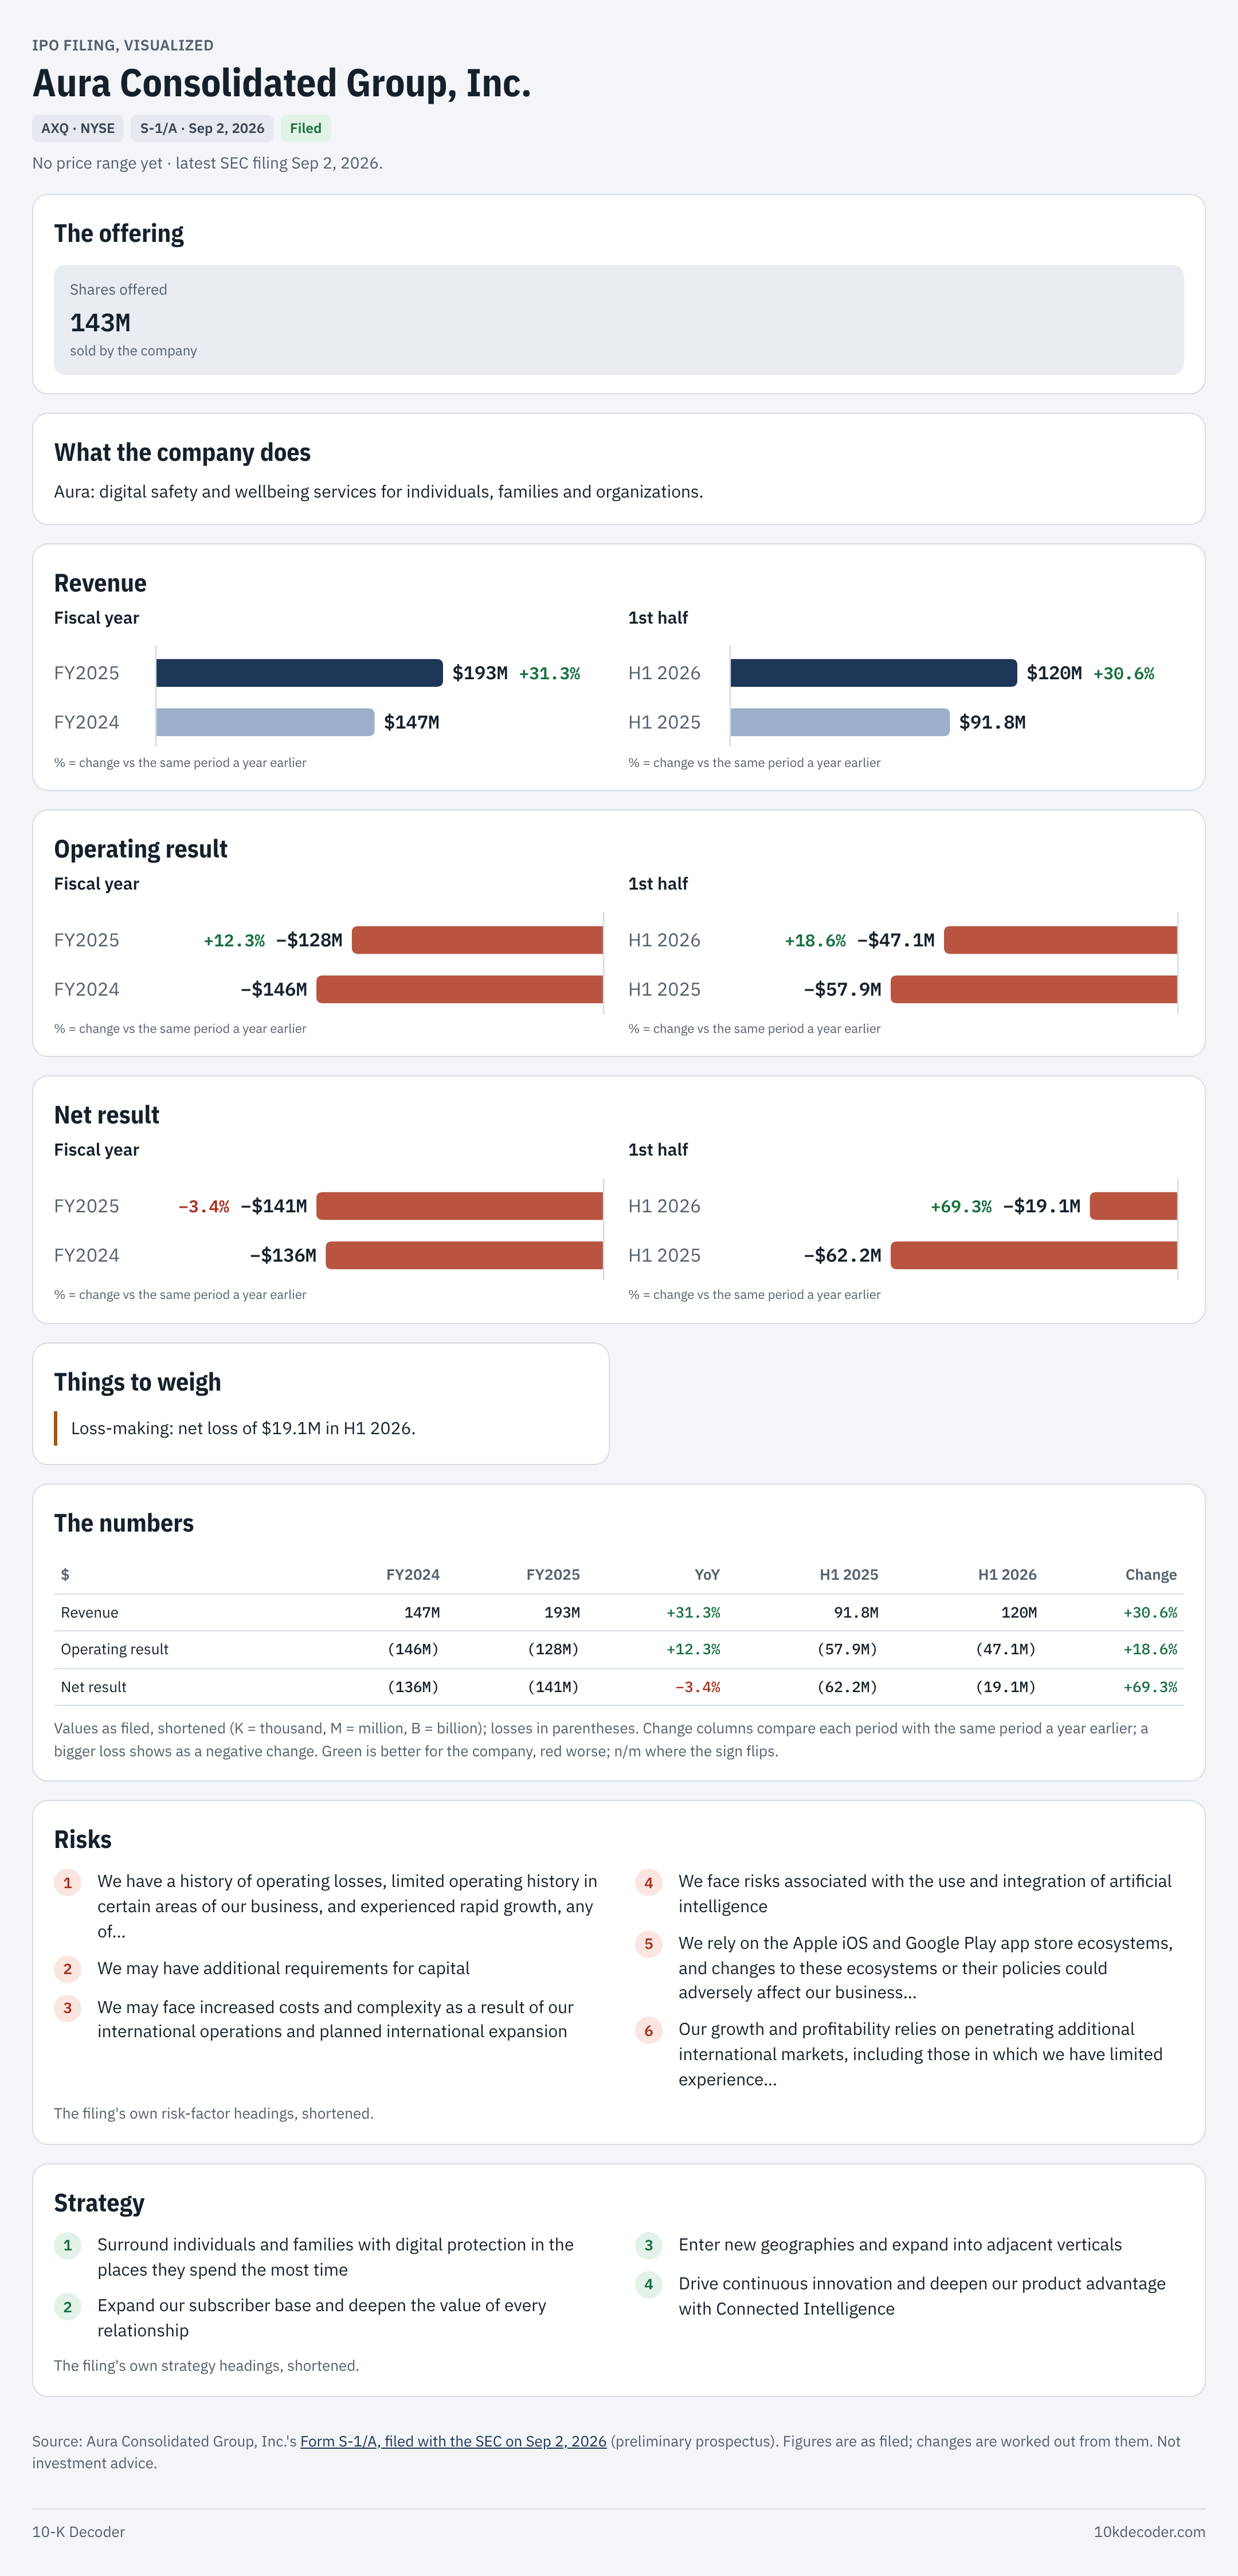 IPO FILING, VISUALIZED
Aura Consolidated Group, Inc.
AXQ · NYSE
S-1/A · Sep 2, 2026
Filed
No price range yet · latest SEC filing Sep 2, 2026.
The offering
Shares offered
143M
sold by the company
What the company does
Aura: digital safety and wellbeing services for individuals, families and organizations.
Revenue
Fiscal year
FY2025 $193M +31.3%
FY2024 $147M
% = change vs the same period a year earlier
1st half
H1 2026 $120M +30.6%
H1 2025 $91.8M
% = change vs the same period a year earlier
Operating result
Fiscal year
FY2025 +12.3% −$128M
FY2024 −$146M
% = change vs the same period a year earlier
1st half
H1 2026 +18.6% −$47.1M
H1 2025 −$57.9M
% = change vs the same period a year earlier
Net result
Fiscal year
FY2025 −3.4% −$141M
FY2024 −$136M
% = change vs the same period a year earlier
1st half
H1 2026 +69.3% −$19.1M
H1 2025 −$62.2M
% = change vs the same period a year earlier
Things to weigh
Loss-making: net loss of $19.1M in H1 2026.
The numbers
$ FY2024 FY2025 YoY H1 2025 H1 2026 Change
Revenue 147M 193M +31.3% 91.8M 120M +30.6%
Operating result (146M) (128M) +12.3% (57.9M) (47.1M) +18.6%
Net result (136M) (141M) −3.4% (62.2M) (19.1M) +69.3%
Values as filed, shortened (K = thousand, M = million, B = billion); losses in parentheses. Change columns compare each period with the same period a year earlier; a
bigger loss shows as a negative change. Green is better for the company, red worse; n/m where the sign flips.
Risks
1 We have a history of operating losses, limited operating history in
certain areas of our business, and experienced rapid growth, any
of…
2 We may have additional requirements for capital
3 We may face increased costs and complexity as a result of our
international operations and planned international expansion
4 We face risks associated with the use and integration of artificial
intelligence
5 We rely on the Apple iOS and Google Play app store ecosystems,
and changes to these ecosystems or their policies could
adversely affect our business…
6 Our growth and profitability relies on penetrating additional
international markets, including those in which we have limited
experience…
The filing's own risk-factor headings, shortened.
Strategy
1 Surround individuals and families with digital protection in the
places they spend the most time
2 Expand our subscriber base and deepen the value of every
relationship
3 Enter new geographies and expand into adjacent verticals
4 Drive continuous innovation and deepen our product advantage
with Connected Intelligence
The filing's own strategy headings, shortened.
Source: Aura Consolidated Group, Inc.'s Form S-1/A, filed with the SEC on Sep 2, 2026 (preliminary prospectus). Figures are as filed; changes are worked out from them. Not
investment advice.
10-K Decoder
10kdecoder.com